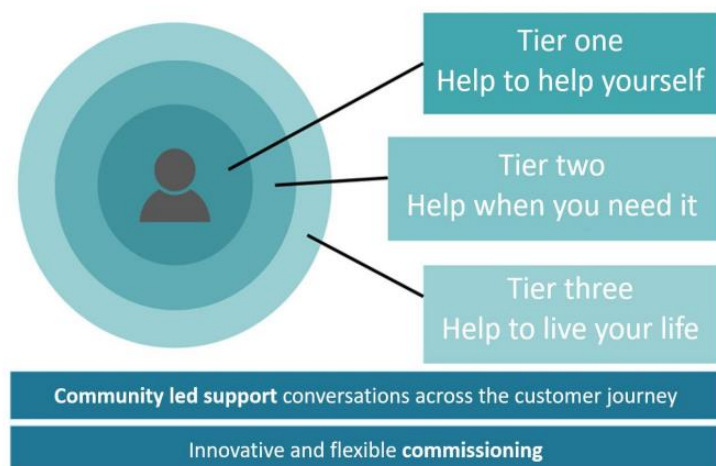 Tier one
Help to help yourself
Tier two
Help when you need it
Tier three
Help to live your life
Community led support conversations across the customer journey
Innovative and flexible commissioning